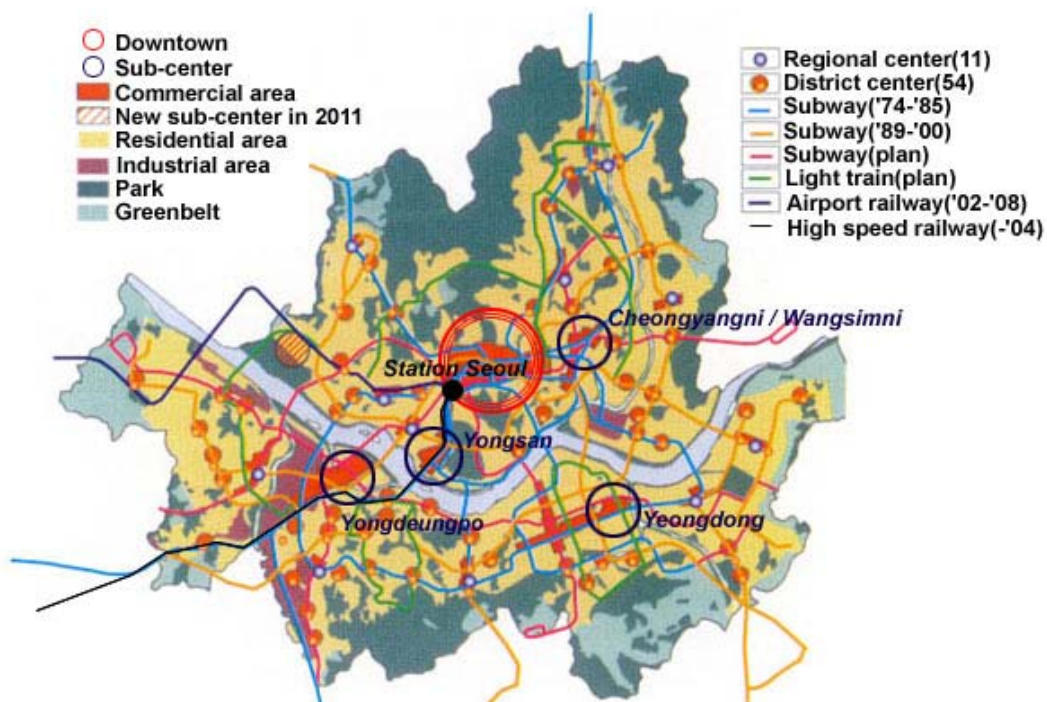 Downtown
Sub-center
Commercial area
New sub-center in 2011
Residential area
Industrial area
Park
Greenbelt
Regional center(11)
District center(54)
Subway('74-'85)
Subway('89-'00)
Subway(plan)
Light train(plan)
Airport railway('02-'08)
High speed railway(-'04)
Cheongyangni / Wangsimni
Station Seoul
Yongsan
Yongdeungpo
Yeongdong